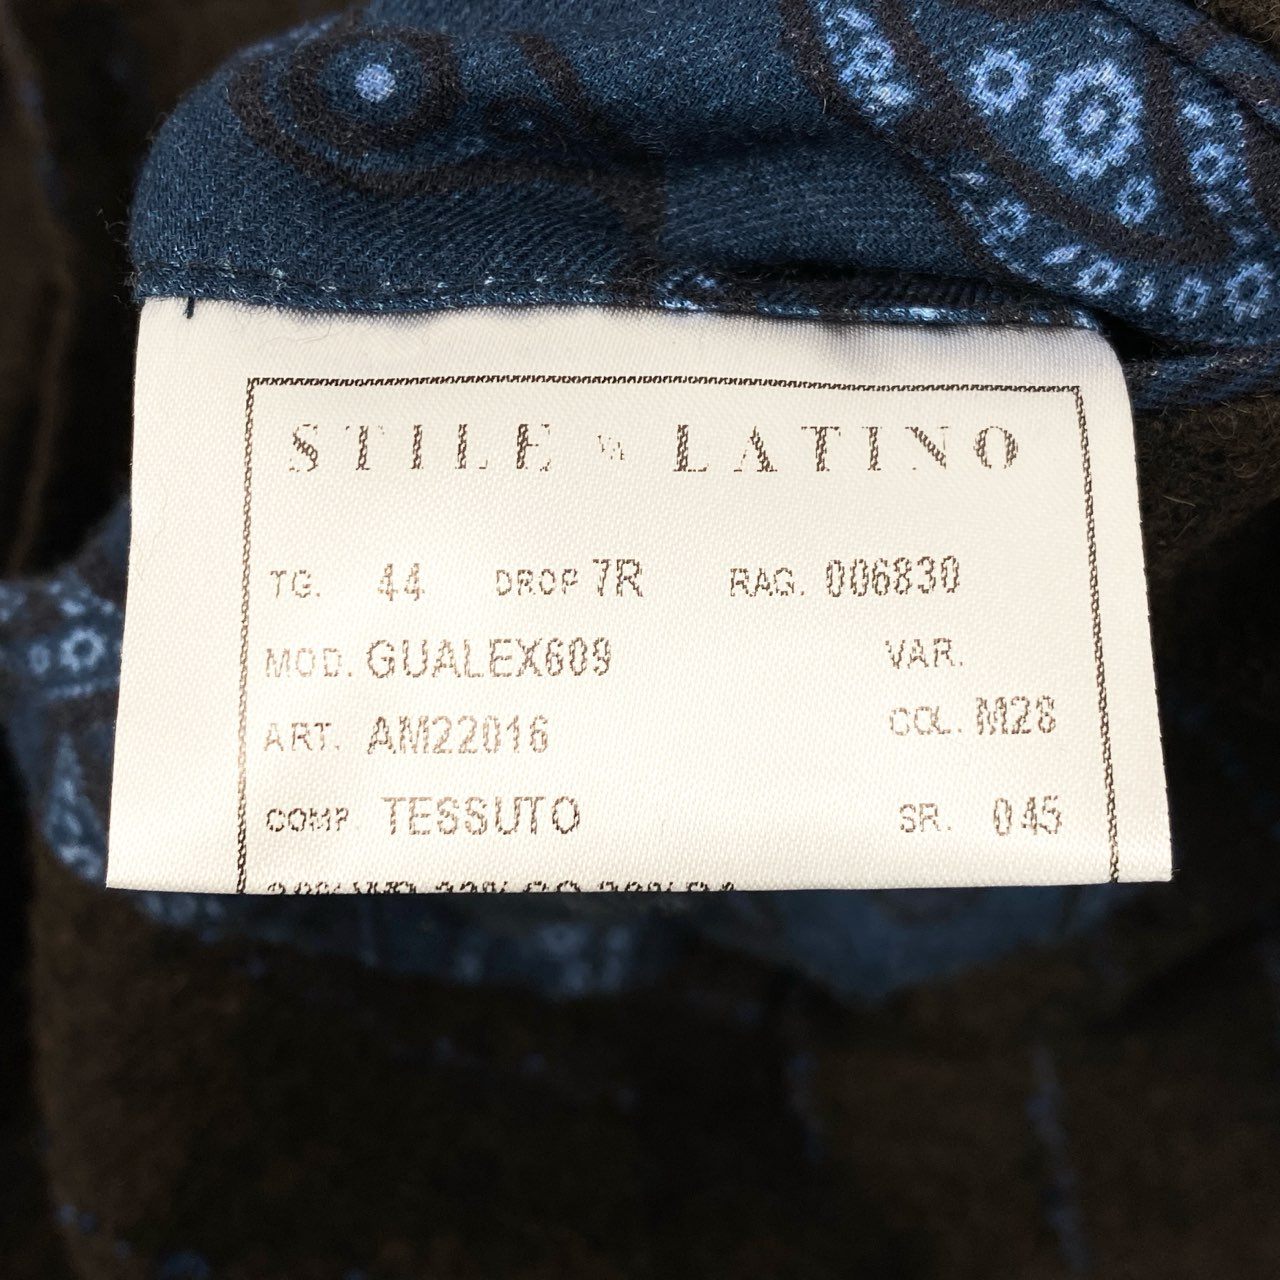 STILE LATINO
TG. 44 DROP 7R RAG. 006830
MOD. GUALEX609 VAR.
ART. AM22016 COL. M28
COMP. TESSUTO SR. 045